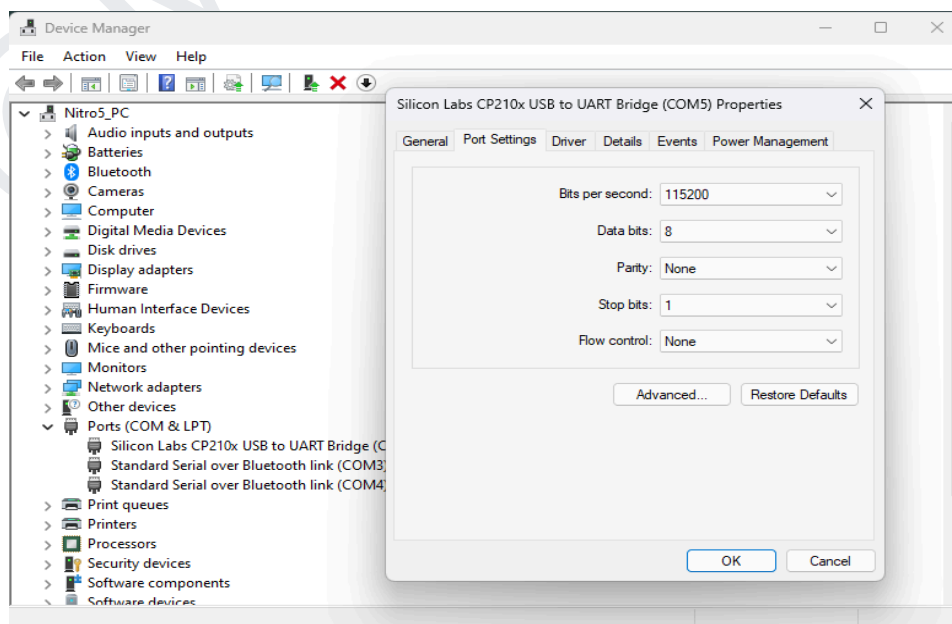 Device Manager
File Action View Help
Nitro5_PC
Audio inputs and outputs
Batteries
Bluetooth
Cameras
Computer
Digital Media Devices
Disk drives
Display adapters
Firmware
Human Interface Devices
Keyboards
Mice and other pointing devices
Monitors
Network adapters
Other devices
Ports (COM & LPT)
Silicon Labs CP210x USB to UART Bridge (C
Standard Serial over Bluetooth link (COM3)
Standard Serial over Bluetooth link (COM4)
Print queues
Printers
Processors
Security devices
Software components
Software devices
Silicon Labs CP210x USB to UART Bridge (COM5) Properties
General Port Settings Driver Details Events Power Management
Bits per second: 115200
Data bits: 8
Parity: None
Stop bits: 1
Flow control: None
Advanced... Restore Defaults
OK Cancel